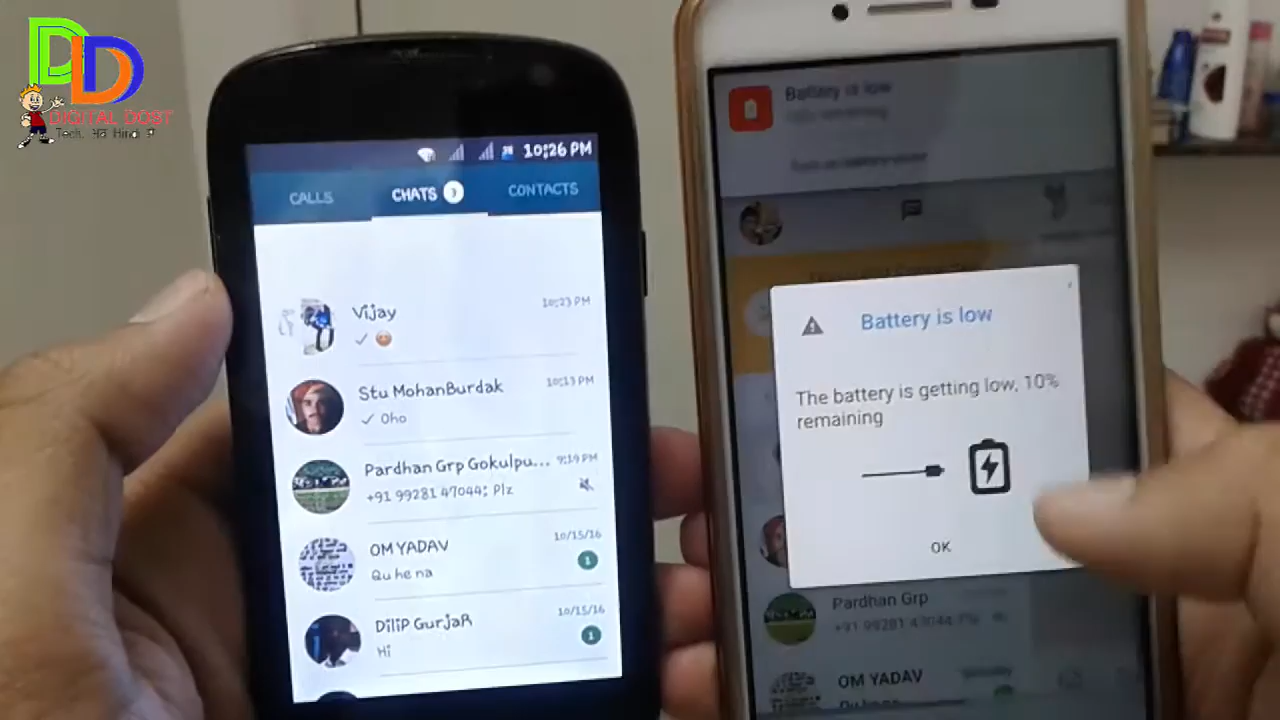 DD
DIGITAL DOST
10:26 PM
CALLS
CHATS
CONTACTS
Vijay
10:23 PM
Stu MohanBurdak
10:13 PM
Oho
Pardhan Grp Gokulpu...
9:19 PM
+91 99281 47044: Plz
OM YADAV
10/15/16
Qu he na
1
DiliP GurjaR
10/15/16
Hi
1
Battery is low
Battery is low
The battery is getting low, 10%
remaining
OK
Pardhan Grp
+91 99281 47044
OM YADAV